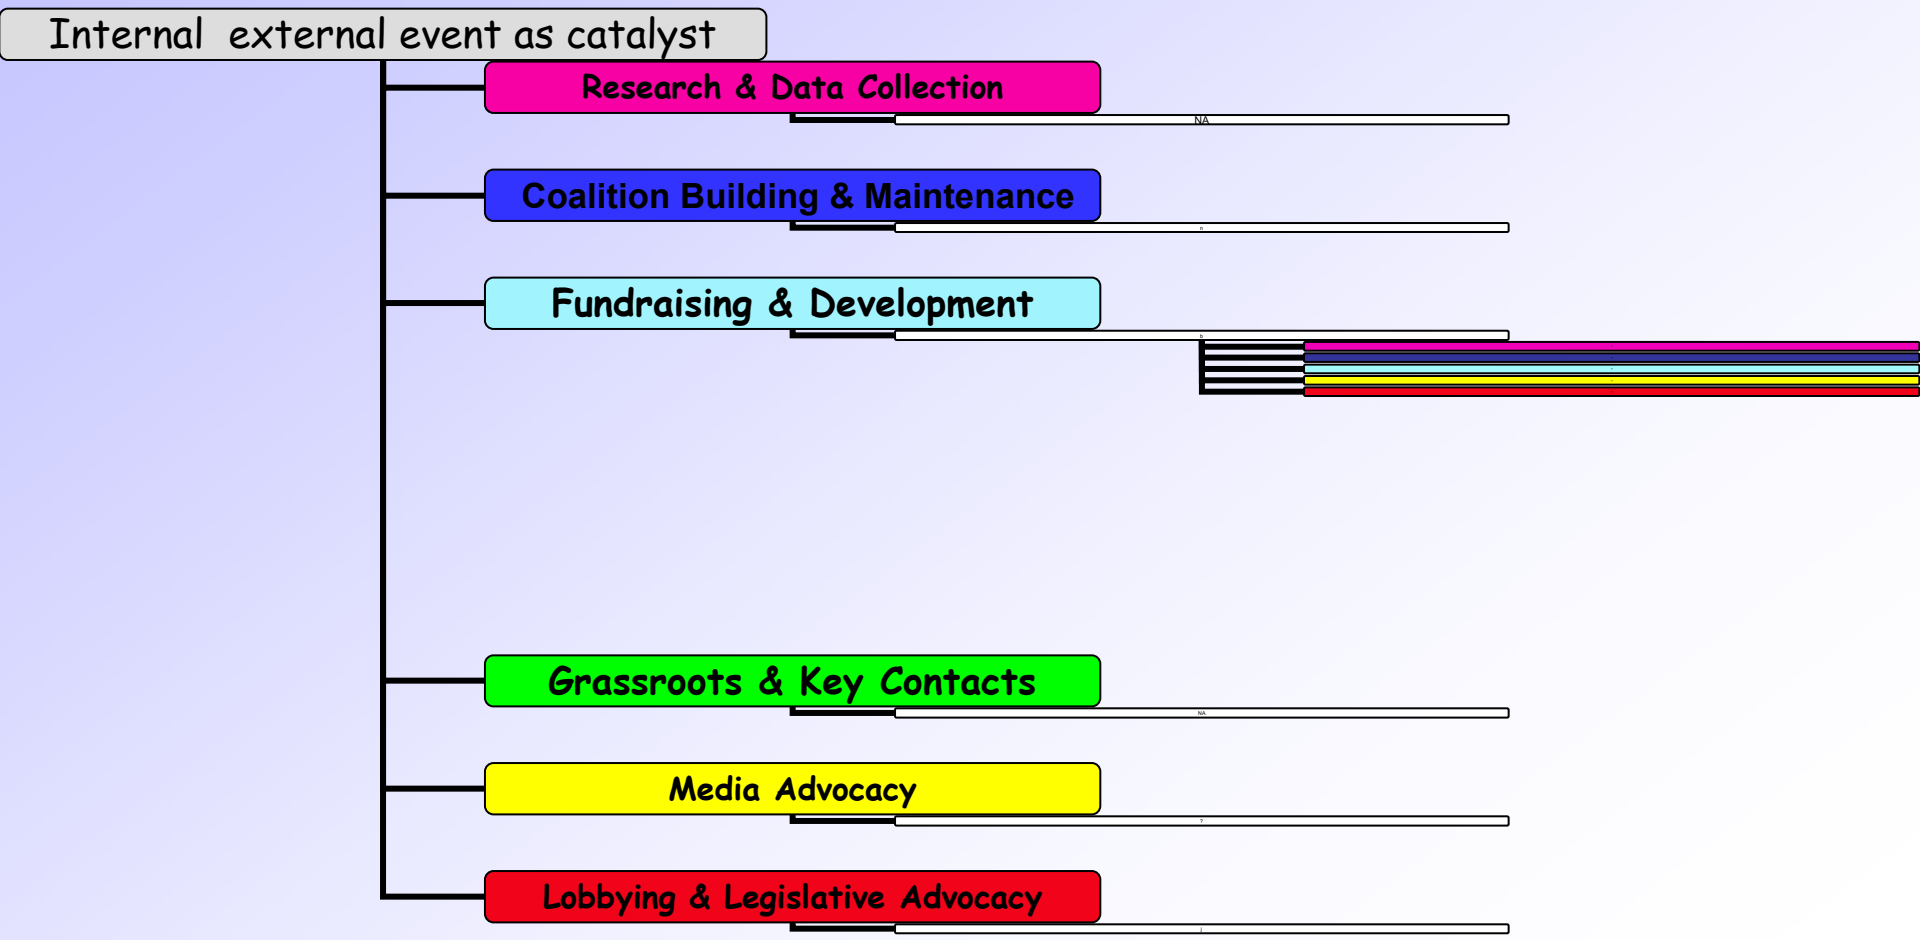 Internal  external event as catalyst
Research & Data Collection
NA
Coalition Building & Maintenance
n
Fundraising & Development
Grassroots & Key Contacts
NA
Media Advocacy
?
Lobbying & Legislative Advocacy